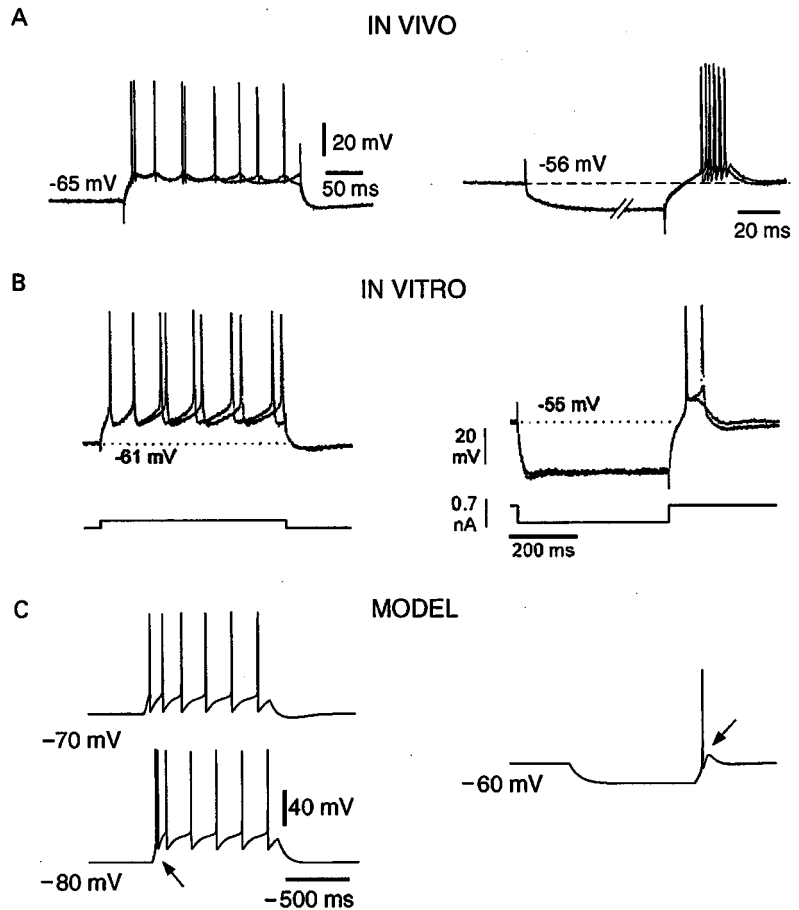 A
IN VIVO
20 mV
50 ms
-65 mV
-56 mV
20 ms
B
IN VITRO
-61 mV
-55 mV
20
mV
0.7
nA
200 ms
C
MODEL
-70 mV
-60 mV
40 mV
-80 mV
-500 ms